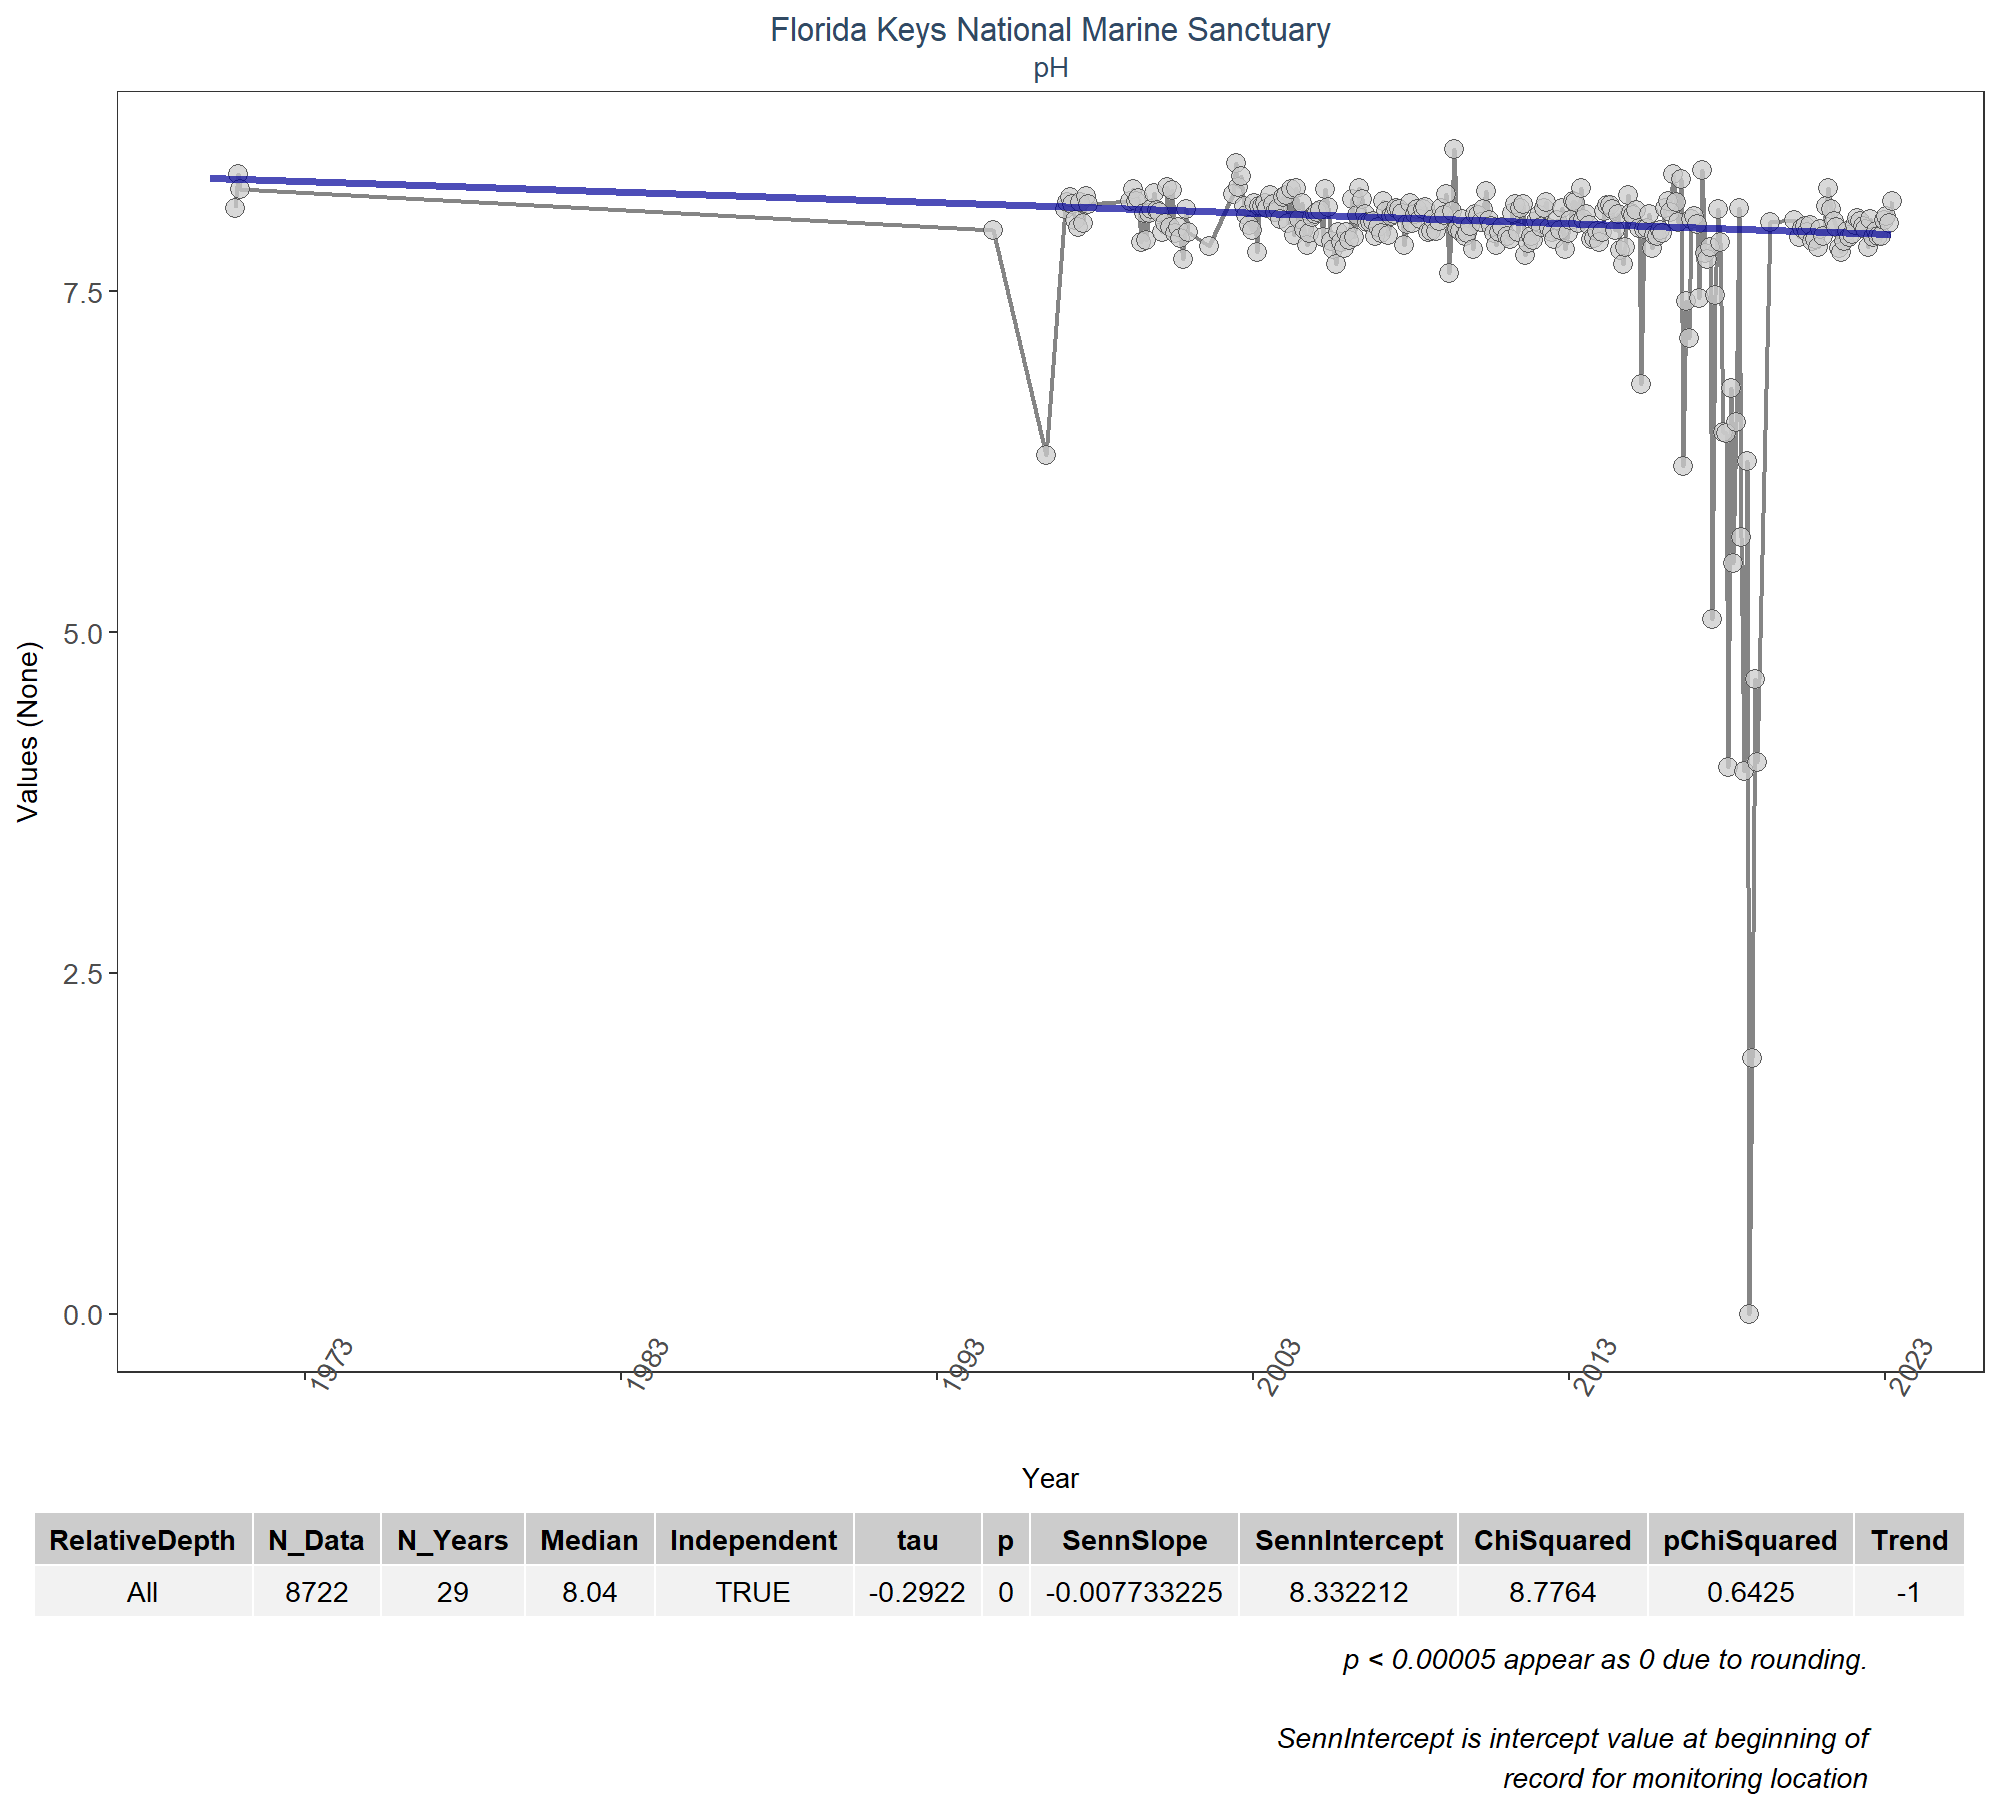 Florida Keys National Marine Sanctuary
pH
7.5
5.0
2.5
0.0
Values (None)
1973
1983
1993
2003
2013
2023
Year
RelativeDepth N_Data N_Years Median Independent tau p SennSlope SennIntercept ChiSquared pChiSquared Trend
All 8722 29 8.04 TRUE -0.2922 0 -0.007733225 8.332212 8.7764 0.6425 -1
p < 0.00005 appear as 0 due to rounding.
SennIntercept is intercept value at beginning of
record for monitoring location